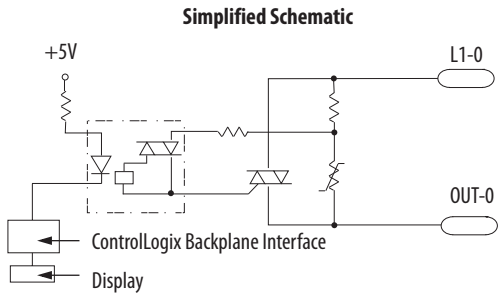 Simplified Schematic
+5V
L1-0
OUT-0
ControlLogix Backplane Interface
Display